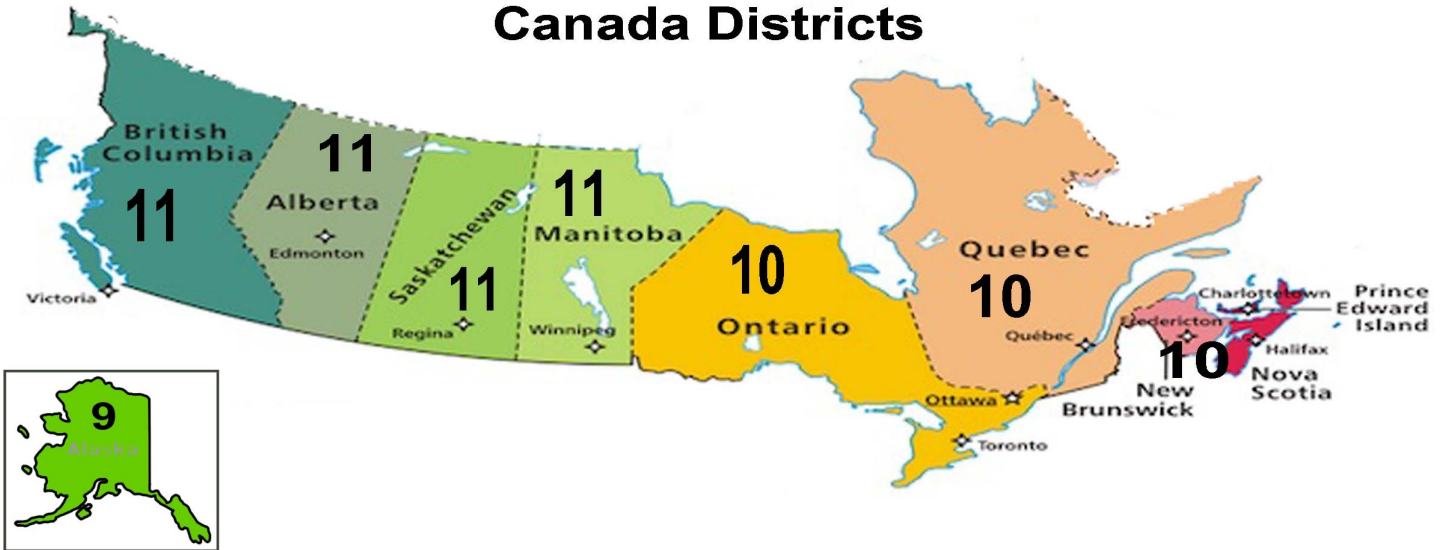 Canada Districts
British
Columbia
11
11
Alberta
Edmonton
Saskatchewan
11
Regina
11
Manitoba
Winnipeg
10
Ontario
Quebec
10
Québec
Ottawa
Toronto
Victoria
Charlottetown
Prince
Edward
Island
Fredericton
10
Halifax
Nova
Scotia
New
Brunswick
9
Alaska